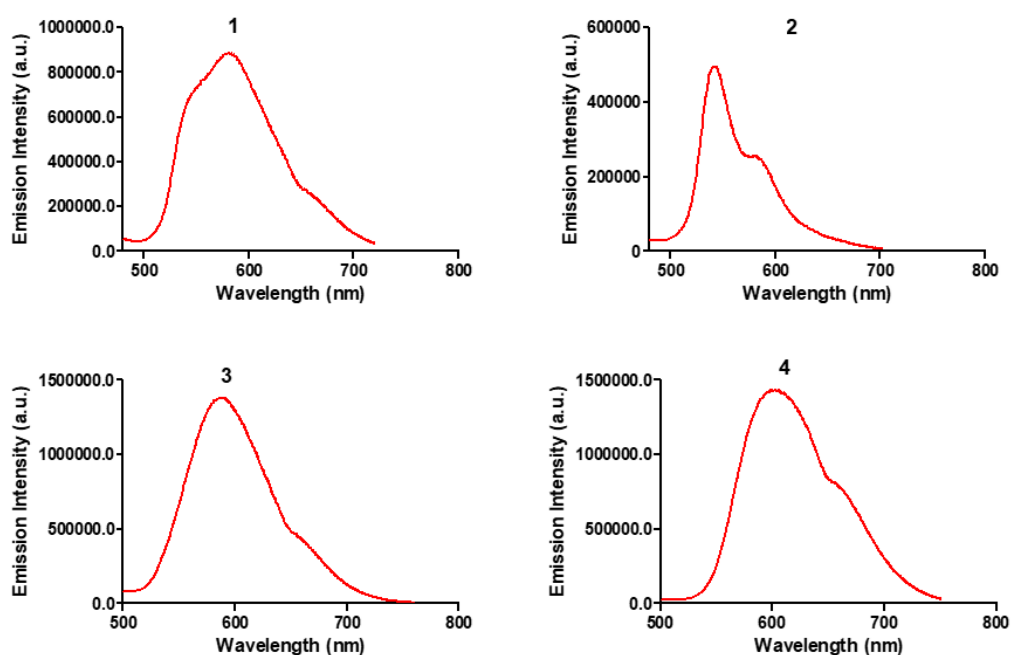 1
Emission Intensity (a.u.)
1000000.0
800000.0
600000.0
400000.0
200000.0
0.0
500 600 700 800
Wavelength (nm)
2
Emission Intensity (a.u.)
600000
400000
200000
0
500 600 700 800
Wavelength (nm)
3
Emission Intensity (a.u.)
1500000.0
1000000.0
500000.0
0.0
500 600 700 800
Wavelength (nm)
4
Emission Intensity (a.u.)
1500000.0
1000000.0
500000.0
0.0
500 600 700 800
Wavelength (nm)